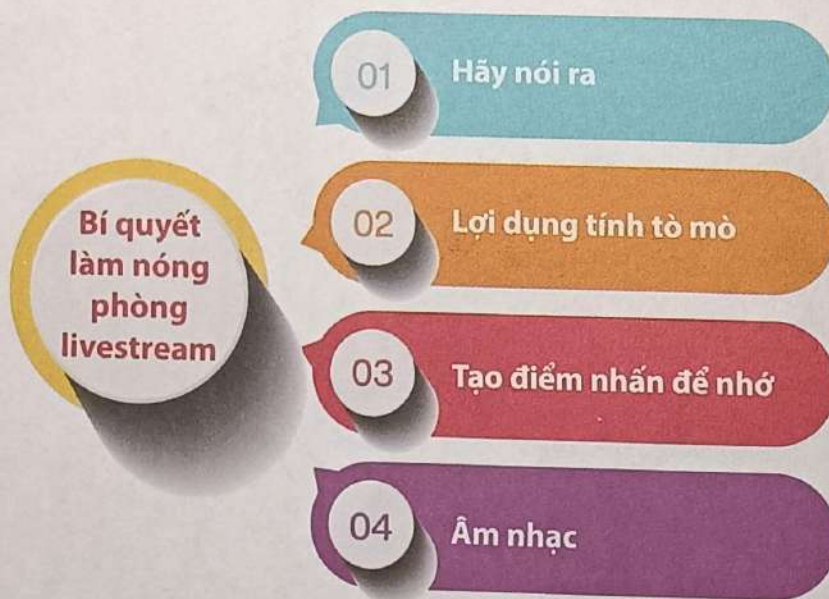 Bí quyết
làm nóng
phòng
livestream
01
Hãy nói ra
02
Lợi dụng tính tò mò
03
Tạo điểm nhấn để nhớ
04
Âm nhạc